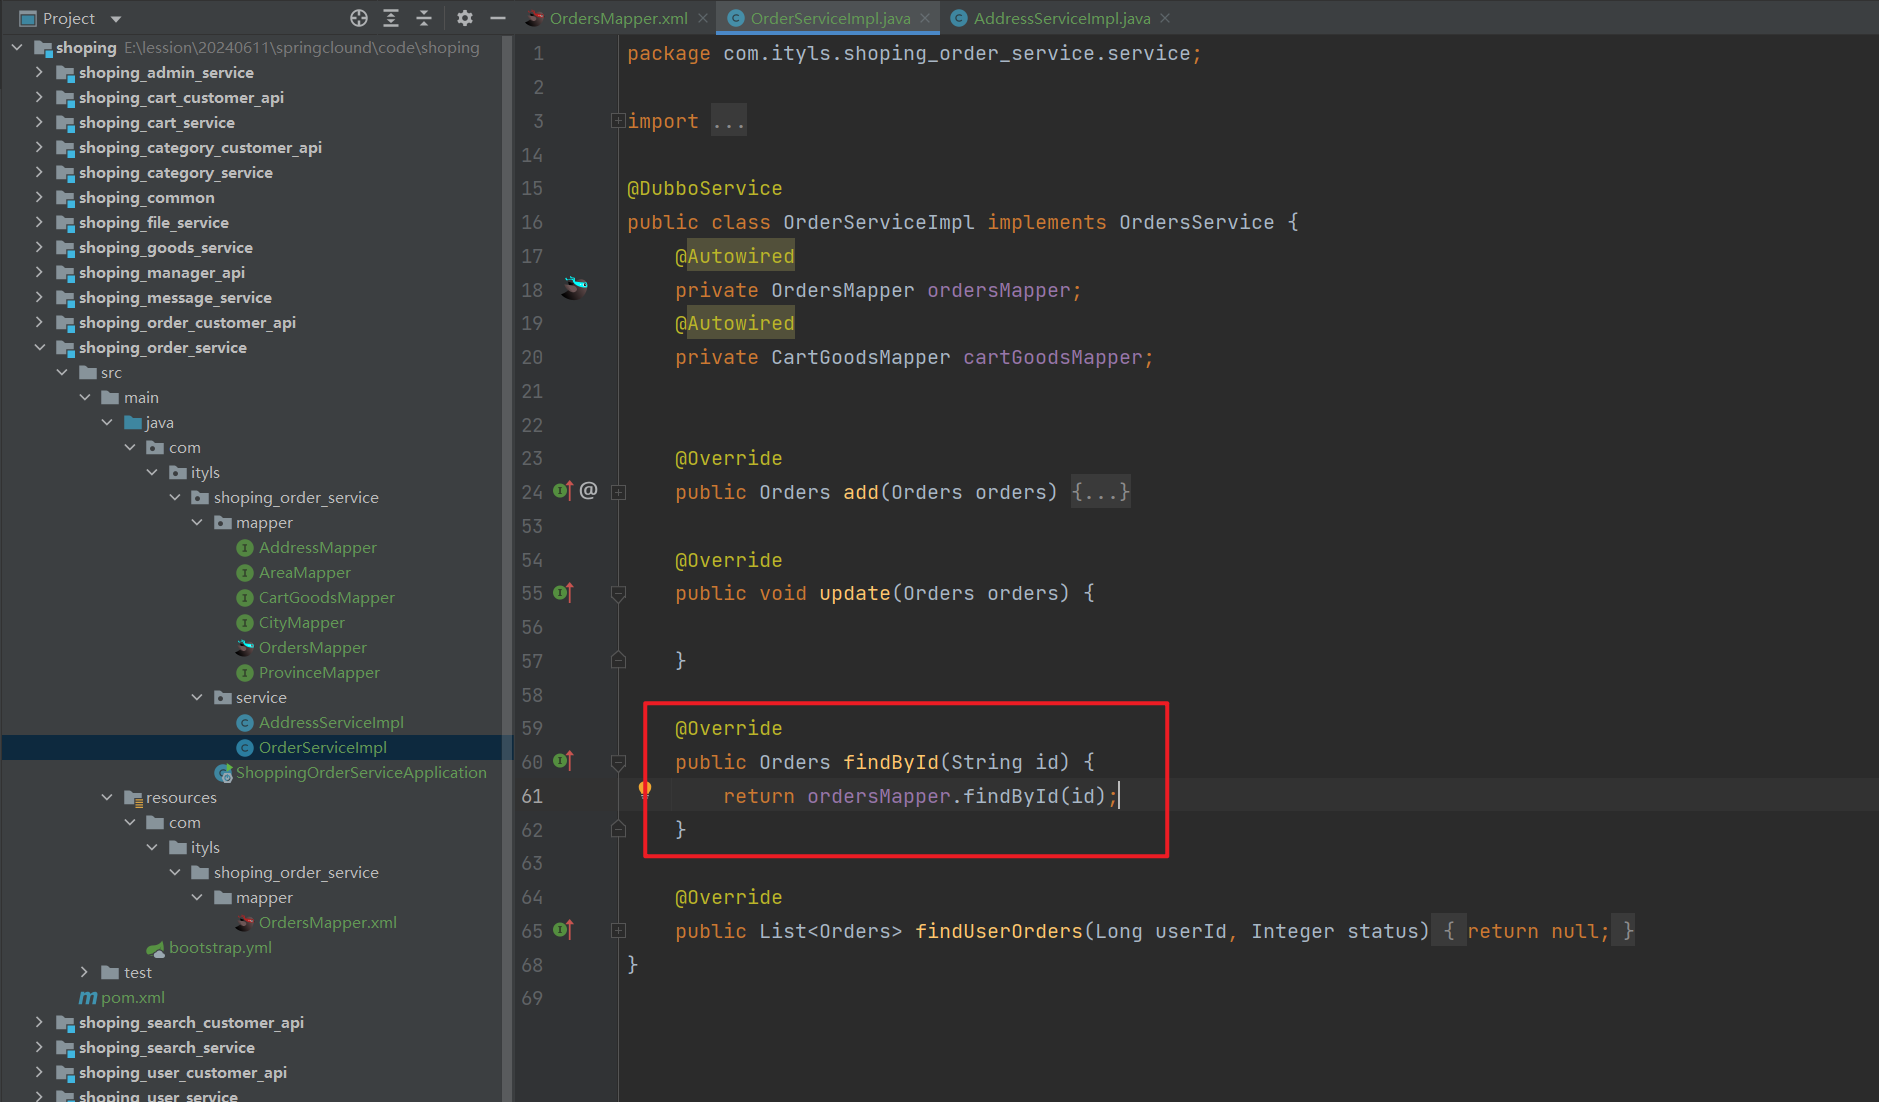 Project
shoping E:\lession\20240611\springclound\code\shoping
shoping_admin_service
shoping_cart_customer_api
shoping_cart_service
shoping_category_customer_api
shoping_category_service
shoping_common
shoping_file_service
shoping_goods_service
shoping_manager_api
shoping_message_service
shoping_order_customer_api
shoping_order_service
src
main
java
com
ityls
shoping_order_service
mapper
AddressMapper
AreaMapper
CartGoodsMapper
CityMapper
OrdersMapper
ProvinceMapper
service
AddressServiceImpl
OrderServiceImpl
ShoppingOrderServiceApplication
resources
com
ityls
shoping_order_service
mapper
OrdersMapper.xml
bootstrap.yml
test
pom.xml
shoping_search_customer_api
shoping_search_service
shoping_user_customer_api
shoping_user_service
OrdersMapper.xml OrderServiceImpl.java AddressServiceImpl.java
1 package com.ityls.shoping_order_service.service;
2
3 import ...
14
15 @DubboService
16 public class OrderServiceImpl implements OrdersService {
17 @Autowired
18 private OrdersMapper ordersMapper;
19 @Autowired
20 private CartGoodsMapper cartGoodsMapper;
21
22
23 @Override
24 @ public Orders add(Orders orders) {...}
53
54 @Override
55 public void update(Orders orders) {
56
57 }
58
59 @Override
60 public Orders findById(String id) {
61 return ordersMapper.findById(id);
62 }
63
64 @Override
65 public List<Orders> findUserOrders(Long userId, Integer status) { return null; }
68 }
69